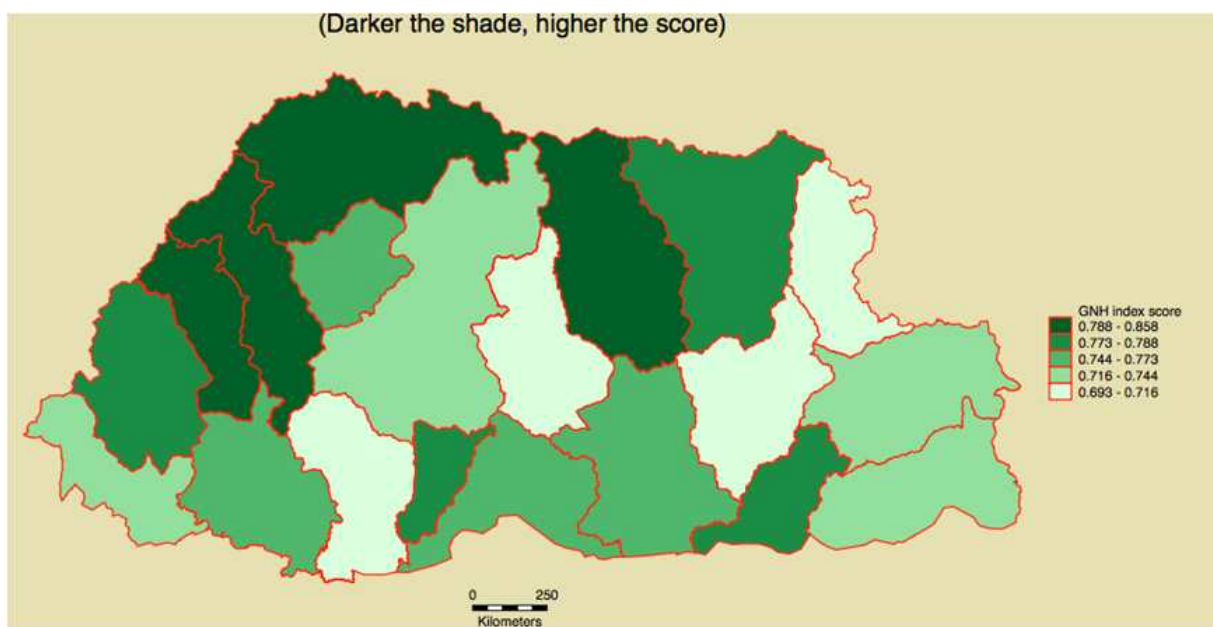 (Darker the shade, higher the score)
GNH index score
0.788 - 0.858
0.773 - 0.788
0.744 - 0.773
0.716 - 0.744
0.693 - 0.716
0 250
Kilometers